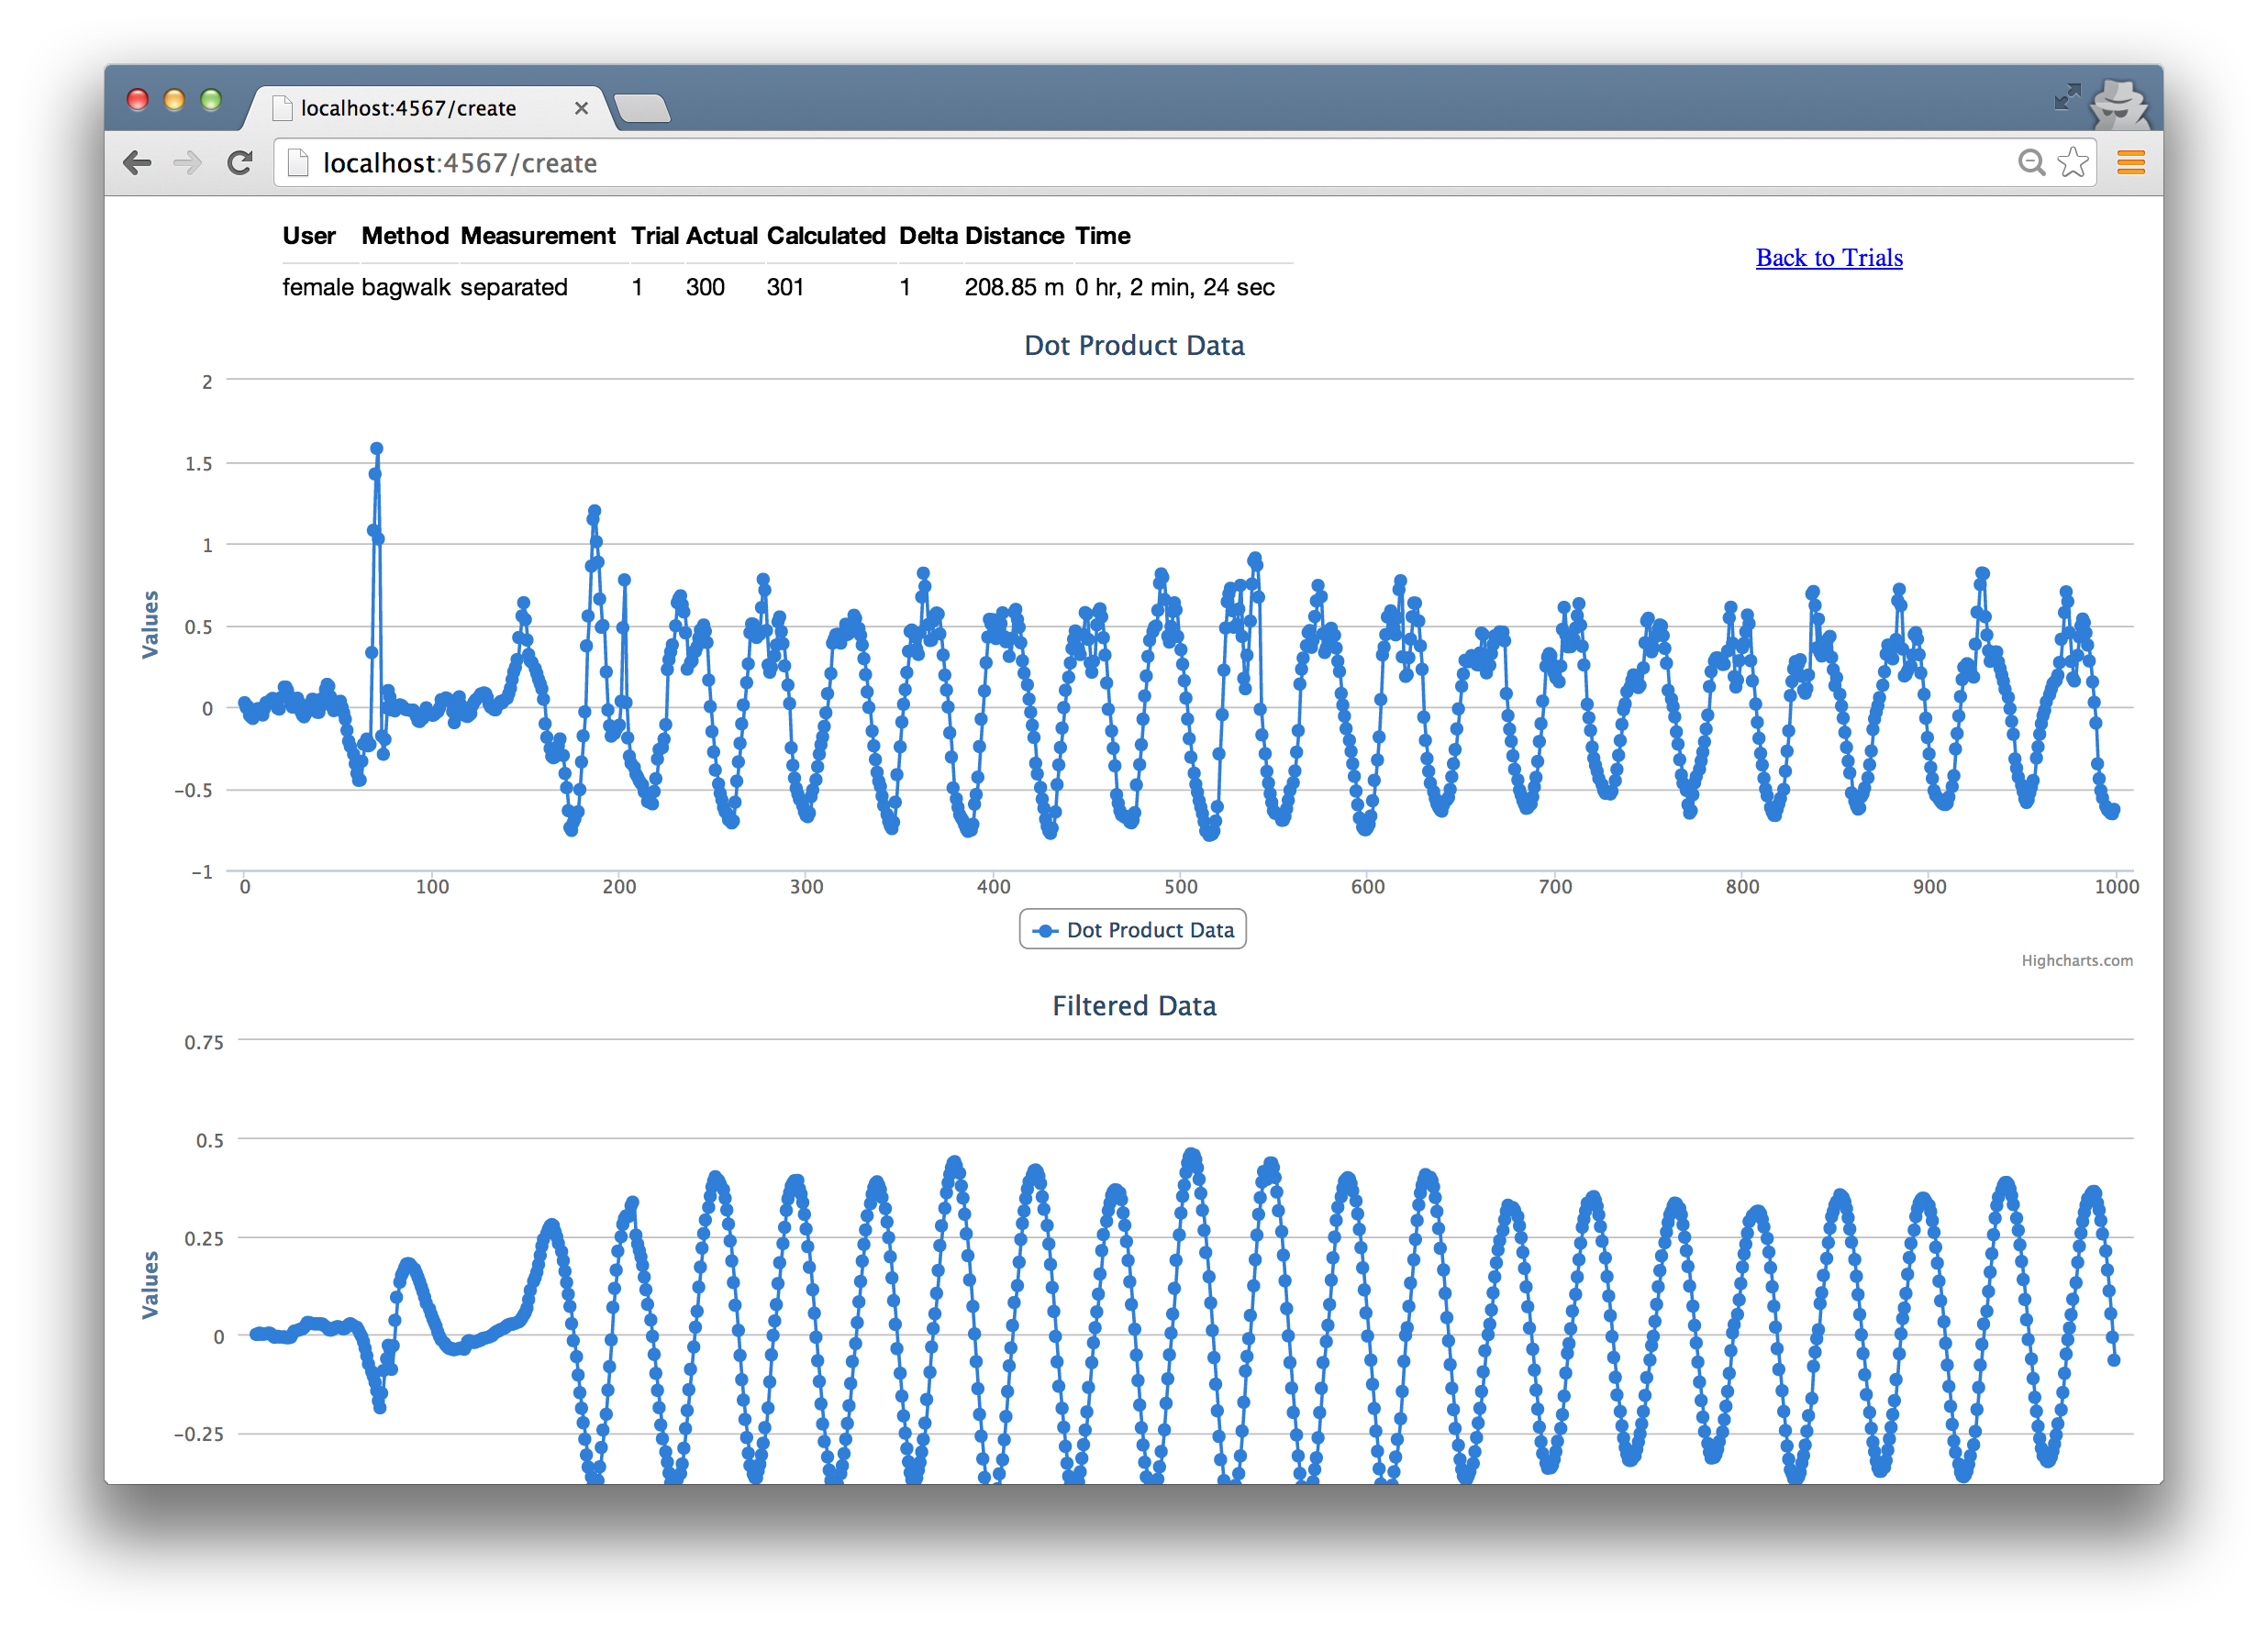 localhost:4567/create
localhost:4567/create
User Method Measurement Trial Actual Calculated Delta Distance Time
female bagwalk separated 1 300 301 1 208.85 m 0 hr, 2 min, 24 sec
Back to Trials
Dot Product Data
2
1.5
1
0.5
0
−0.5
−1
Values
0 100 200 300 400 500 600 700 800 900 1000
Dot Product Data
Highcharts.com
Filtered Data
0.75
0.5
0.25
0
−0.25
Values